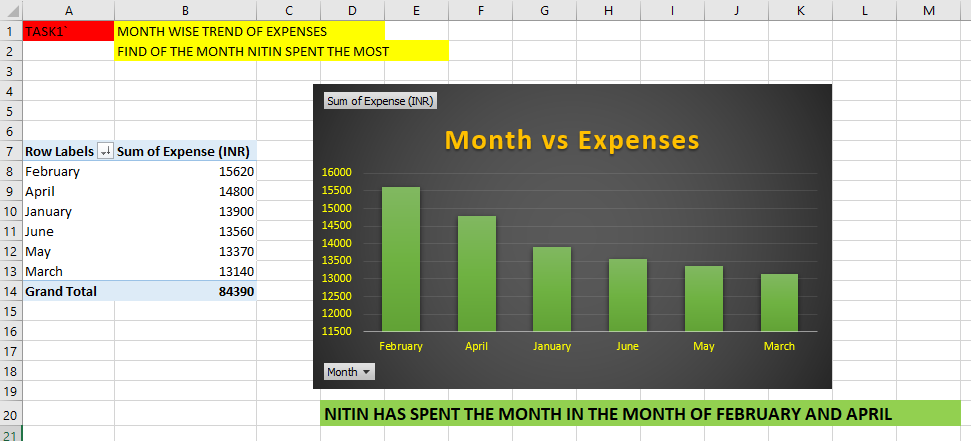 A B C D E F G H I J K L M
1 TASK1` MONTH WISE TREND OF EXPENSES
2 FIND OF THE MONTH NITIN SPENT THE MOST
3
4
Sum of Expense (INR)
5
6
Month vs Expenses
7 Row Labels Sum of Expense (INR)
8 February 15620
9 April 14800
10 January 13900
11 June 13560
12 May 13370
13 March 13140
14 Grand Total 84390
15
16
17
18
19
16000
15500
15000
14500
14000
13500
13000
12500
12000
11500
February April January June May March
Month
20 NITIN HAS SPENT THE MONTH IN THE MONTH OF FEBRUARY AND APRIL
21